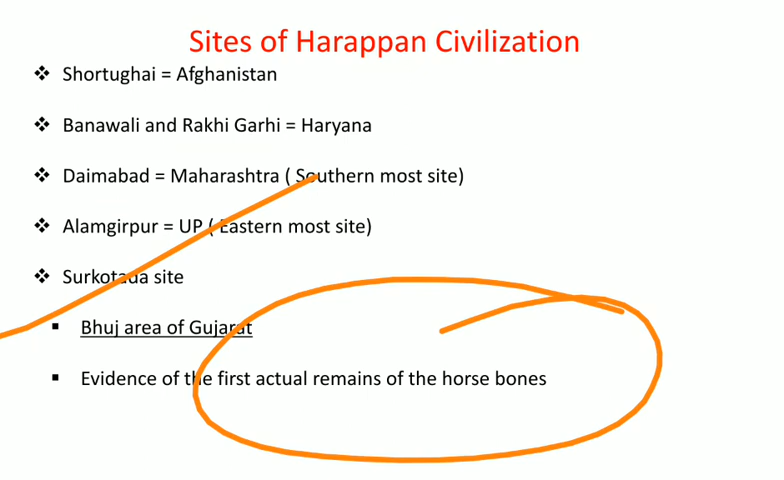 Sites of Harappan Civilization
❖ Shortughai = Afghanistan
❖ Banawali and Rakhi Garhi = Haryana
❖ Daimabad = Maharashtra ( Southern most site)
❖ Alamgirpur = UP ( Eastern most site)
❖ Surkotada site
▪ Bhuj area of Gujarat
▪ Evidence of the first actual remains of the horse bones